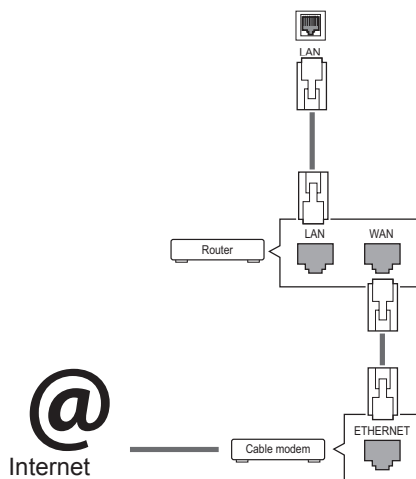 LAN
LAN WAN
Router
ETHERNET
@
Cable modem
Internet